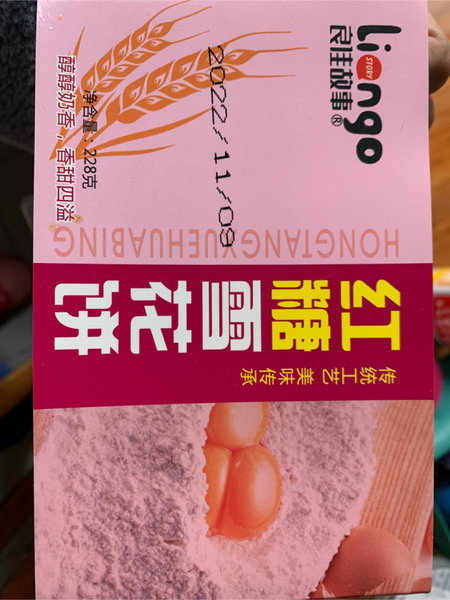 Lingo
STORY
良佳故事®
2022/11/09
净含量：228克
醇醇奶香，香甜四溢
HONGTANGXUEHUABING
红糖雪花饼
传统工艺 美味传承